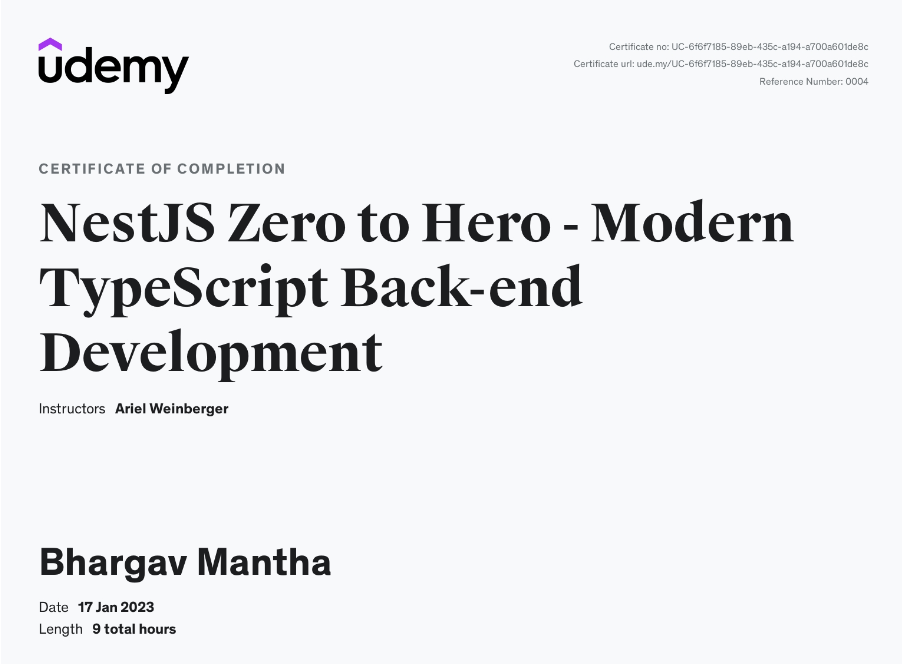 udemy
Certificate no: UC-6f6f7185-89eb-435c-a194-a700a601de8c
Certificate url: ude.my/UC-6f6f7185-89eb-435c-a194-a700a601de8c
Reference Number: 0004
CERTIFICATE OF COMPLETION
NestJS Zero to Hero - Modern
TypeScript Back-end
Development
Instructors Ariel Weinberger
Bhargav Mantha
Date 17 Jan 2023
Length 9 total hours